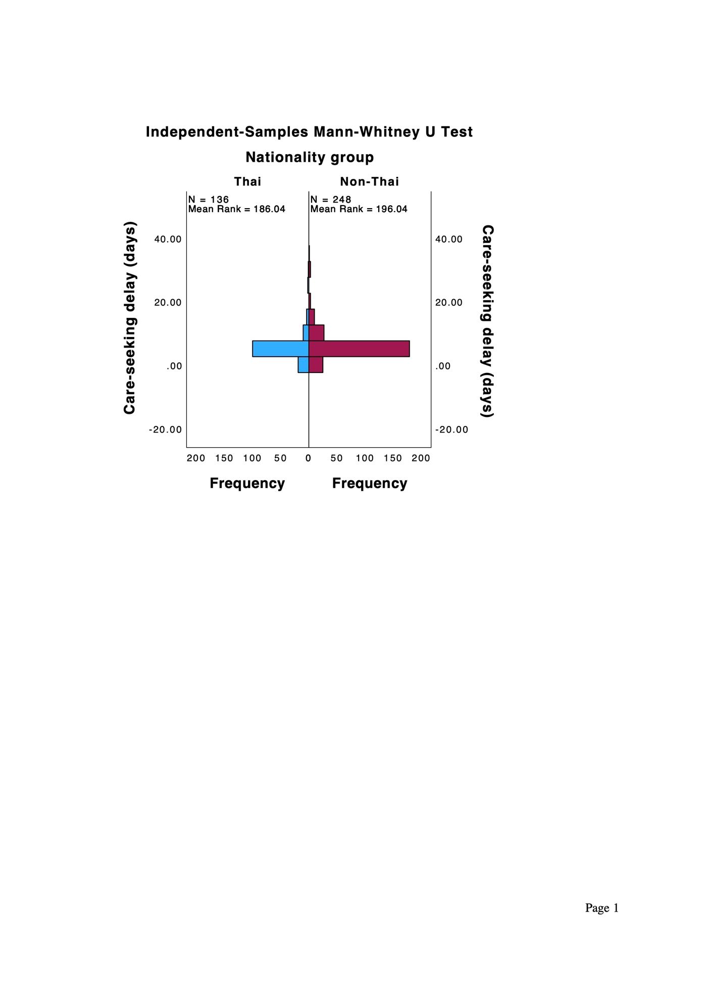 Independent-Samples Mann-Whitney U Test
Nationality group
Thai Non-Thai
N = 136
Mean Rank = 186.04
N = 248
Mean Rank = 196.04
Care-seeking delay (days)
40.00
20.00
.00
-20.00
40.00
20.00
.00
-20.00
Care-seeking delay (days)
200 150 100 50 0 50 100 150 200
Frequency Frequency
Page 1